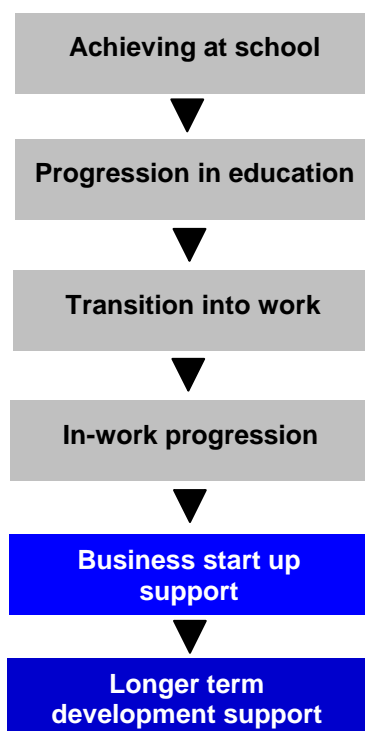 Achieving at school
Progression in education
Transition into work
In-work progression
Business start up
support
Longer term
development support